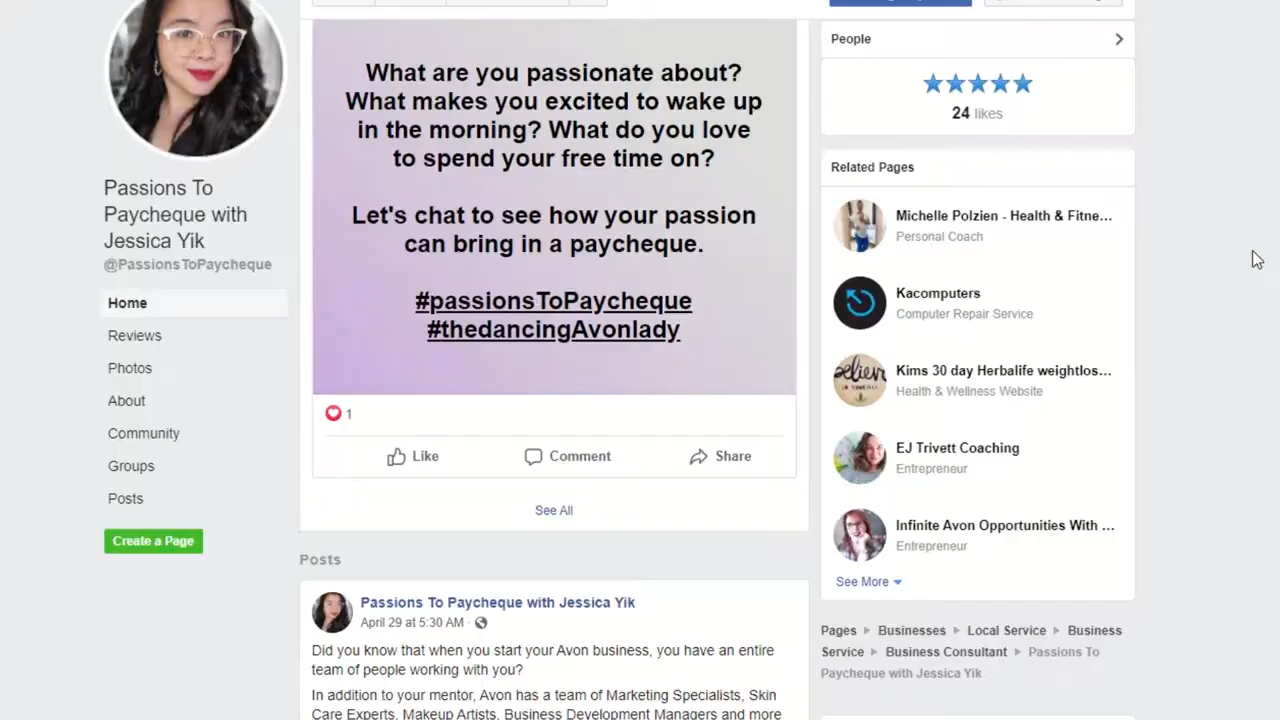 Passions To
Paycheque with
Jessica Yik
@PassionsToPaycheque
Home
Reviews
Photos
About
Community
Groups
Posts
Create a Page
What are you passionate about?
What makes you excited to wake up
in the morning? What do you love
to spend your free time on?
Let's chat to see how your passion
can bring in a paycheque.
#passionsToPaycheque
#thedancingAvonlady
1
Like
Comment
Share
See All
Posts
Passions To Paycheque with Jessica Yik
April 29 at 5:30 AM ·
Did you know that when you start your Avon business, you have an entire
team of people working with you?
In addition to your mentor, Avon has a team of Marketing Specialists, Skin
Care Experts, Makeup Artists, Business Development Managers and more
People
24 likes
Related Pages
Michelle Polzien - Health & Fitne...
Personal Coach
Kacomputers
Computer Repair Service
Kims 30 day Herbalife weightlos...
Health & Wellness Website
EJ Trivett Coaching
Entrepreneur
Infinite Avon Opportunities With ...
Entrepreneur
See More
Pages Businesses Local Service Business
Service Business Consultant Passions To
Paycheque with Jessica Yik